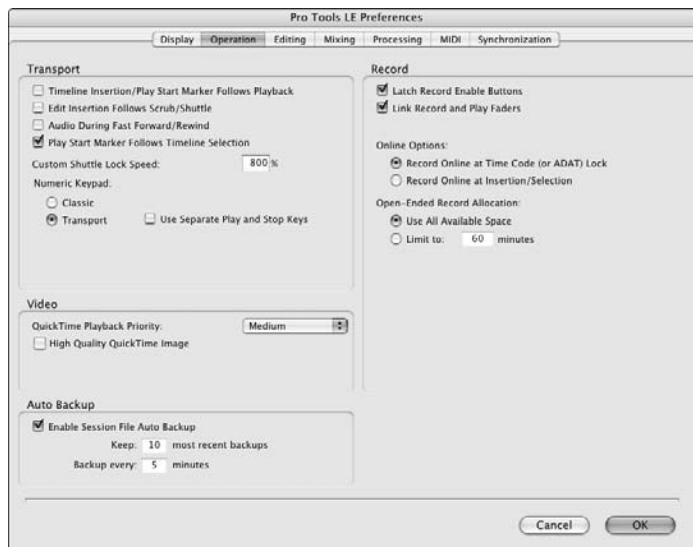 Pro Tools LE Preferences
Display Operation Editing Mixing Processing MIDI Synchronization
Transport
Timeline Insertion/Play Start Marker Follows Playback
Edit Insertion Follows Scrub/Shuttle
Audio During Fast Forward/Rewind
Play Start Marker Follows Timeline Selection
Custom Shuttle Lock Speed: 800 %
Numeric Keypad:
Classic
Transport Use Separate Play and Stop Keys
Video
QuickTime Playback Priority: Medium
High Quality QuickTime Image
Auto Backup
Enable Session File Auto Backup
Keep: 10 most recent backups
Backup every: 5 minutes
Record
Latch Record Enable Buttons
Link Record and Play Faders
Online Options:
Record Online at Time Code (or ADAT) Lock
Record Online at Insertion/Selection
Open-Ended Record Allocation:
Use All Available Space
Limit to: 60 minutes
Cancel OK